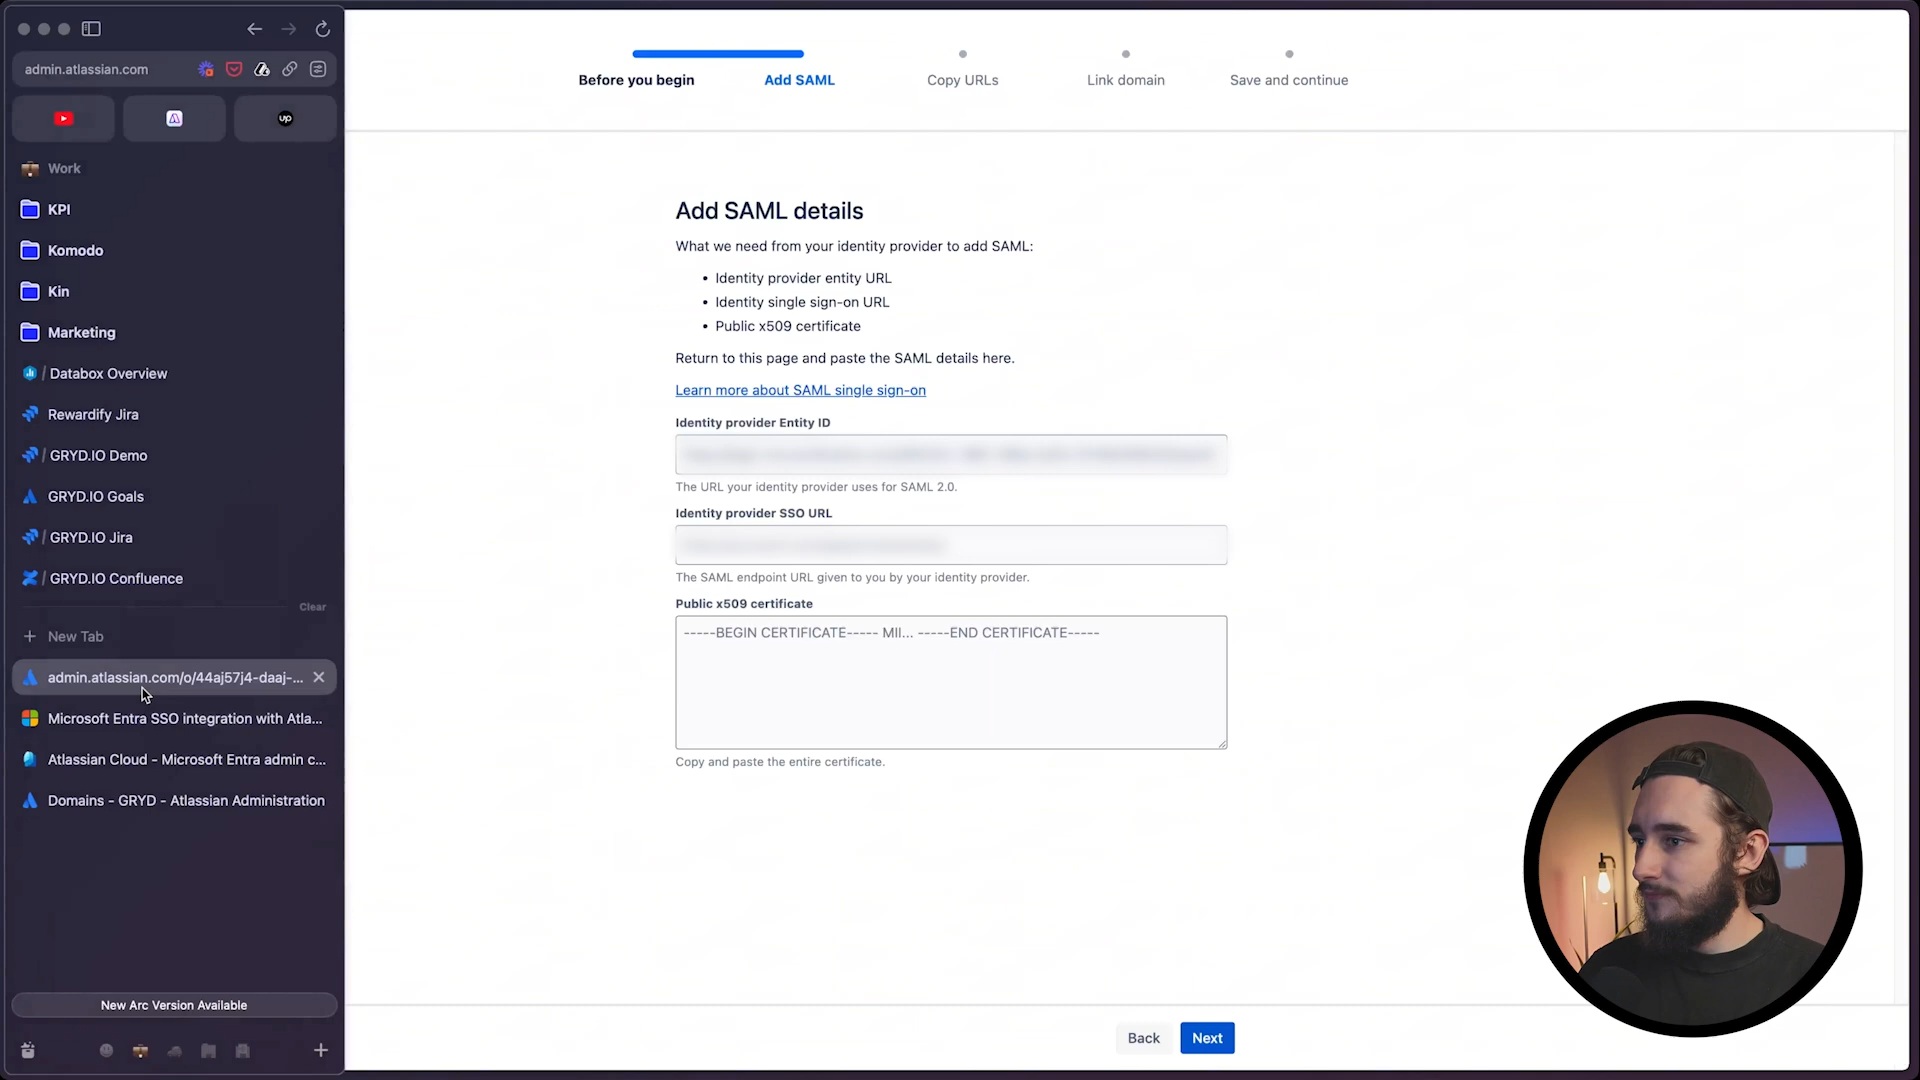 admin.atlassian.com
up
Work
KPI
Komodo
Kin
Marketing
/ Databox Overview
Rewardify Jira
/ GRYD.IO Demo
GRYD.IO Goals
/ GRYD.IO Jira
/ GRYD.IO Confluence
Clear
+ New Tab
admin.atlassian.com/o/44aj57j4-daaj-...
Microsoft Entra SSO integration with Atla...
Atlassian Cloud - Microsoft Entra admin c...
Domains - GRYD - Atlassian Administration
New Arc Version Available
Before you begin
Add SAML
Copy URLs
Link domain
Save and continue
Add SAML details
What we need from your identity provider to add SAML:
• Identity provider entity URL
• Identity single sign-on URL
• Public x509 certificate
Return to this page and paste the SAML details here.
Learn more about SAML single sign-on
Identity provider Entity ID
The URL your identity provider uses for SAML 2.0.
Identity provider SSO URL
The SAML endpoint URL given to you by your identity provider.
Public x509 certificate
-----BEGIN CERTIFICATE----- MII... -----END CERTIFICATE-----
Copy and paste the entire certificate.
Back
Next